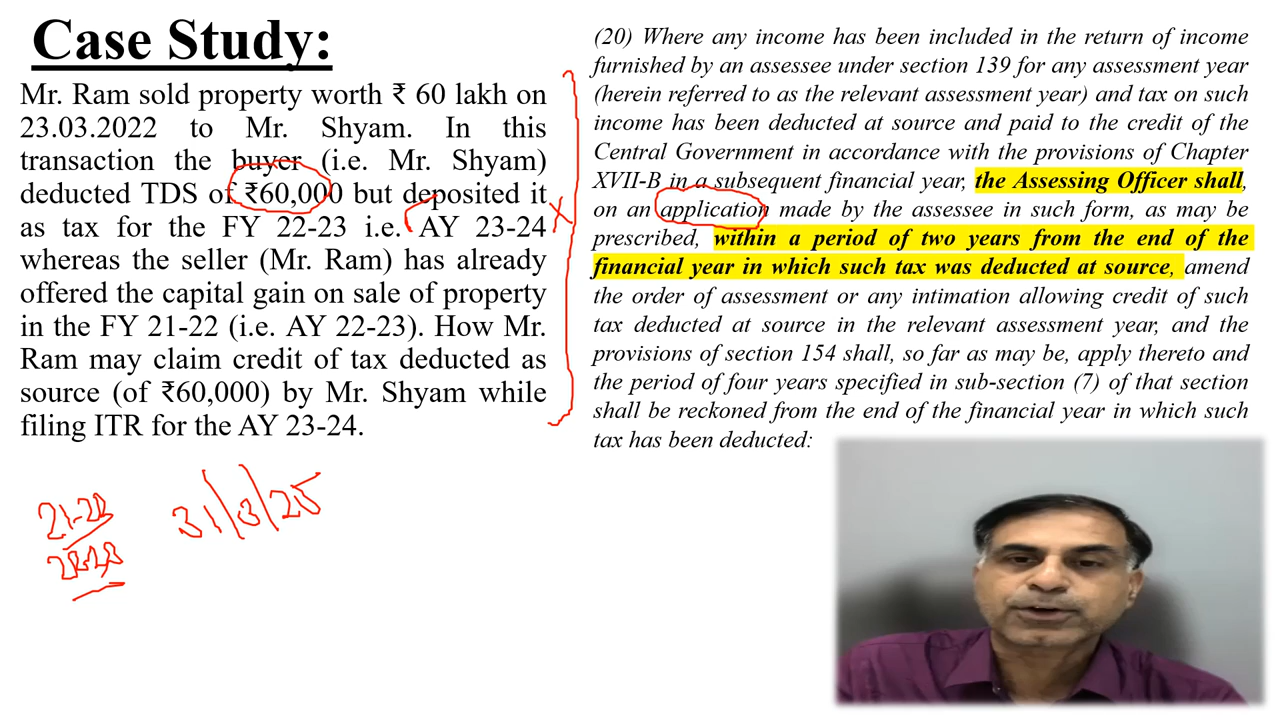 Case Study:
Mr. Ram sold property worth ₹ 60 lakh on
23.03.2022 to Mr. Shyam. In this
transaction the buyer (i.e. Mr. Shyam)
deducted TDS of ₹60,000 but deposited it
as tax for the FY 22-23 i.e. AY 23-24
whereas the seller (Mr. Ram) has already
offered the capital gain on sale of property
in the FY 21-22 (i.e. AY 22-23). How Mr.
Ram may claim credit of tax deducted as
source (of ₹60,000) by Mr. Shyam while
filing ITR for the AY 23-24.
21-22
31/3/25
(20) Where any income has been included in the return of income
furnished by an assessee under section 139 for any assessment year
(herein referred to as the relevant assessment year) and tax on such
income has been deducted at source and paid to the credit of the
Central Government in accordance with the provisions of Chapter
XVII-B in a subsequent financial year, the Assessing Officer shall,
on an application made by the assessee in such form, as may be
prescribed, within a period of two years from the end of the
financial year in which such tax was deducted at source, amend
the order of assessment or any intimation allowing credit of such
tax deducted at source in the relevant assessment year, and the
provisions of section 154 shall, so far as may be, apply thereto and
the period of four years specified in sub-section (7) of that section
shall be reckoned from the end of the financial year in which such
tax has been deducted: